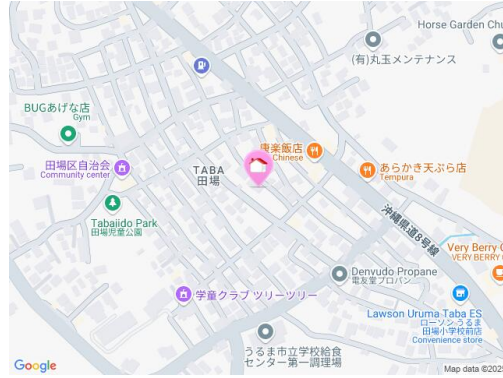 Horse Garden Chu
(有)丸玉メンテナンス
BUGあげな店
Gym
康楽飯店
Chinese
田場区自治会
Community center
TABA
田場
あらかき天ぷら店
Tempura
Tabaiido Park
田場児童公園
沖縄県道8号線
Very Berry C
VERY BERRY
Denvudo Propane
電友堂プロパン
学童クラブ ツリーツリー
Lawson Uruma Taba ES
ローソン うるま
田場小学校前店
Convenience store
うるま市立学校給食
センター第一調理場
Google
Map data ©202